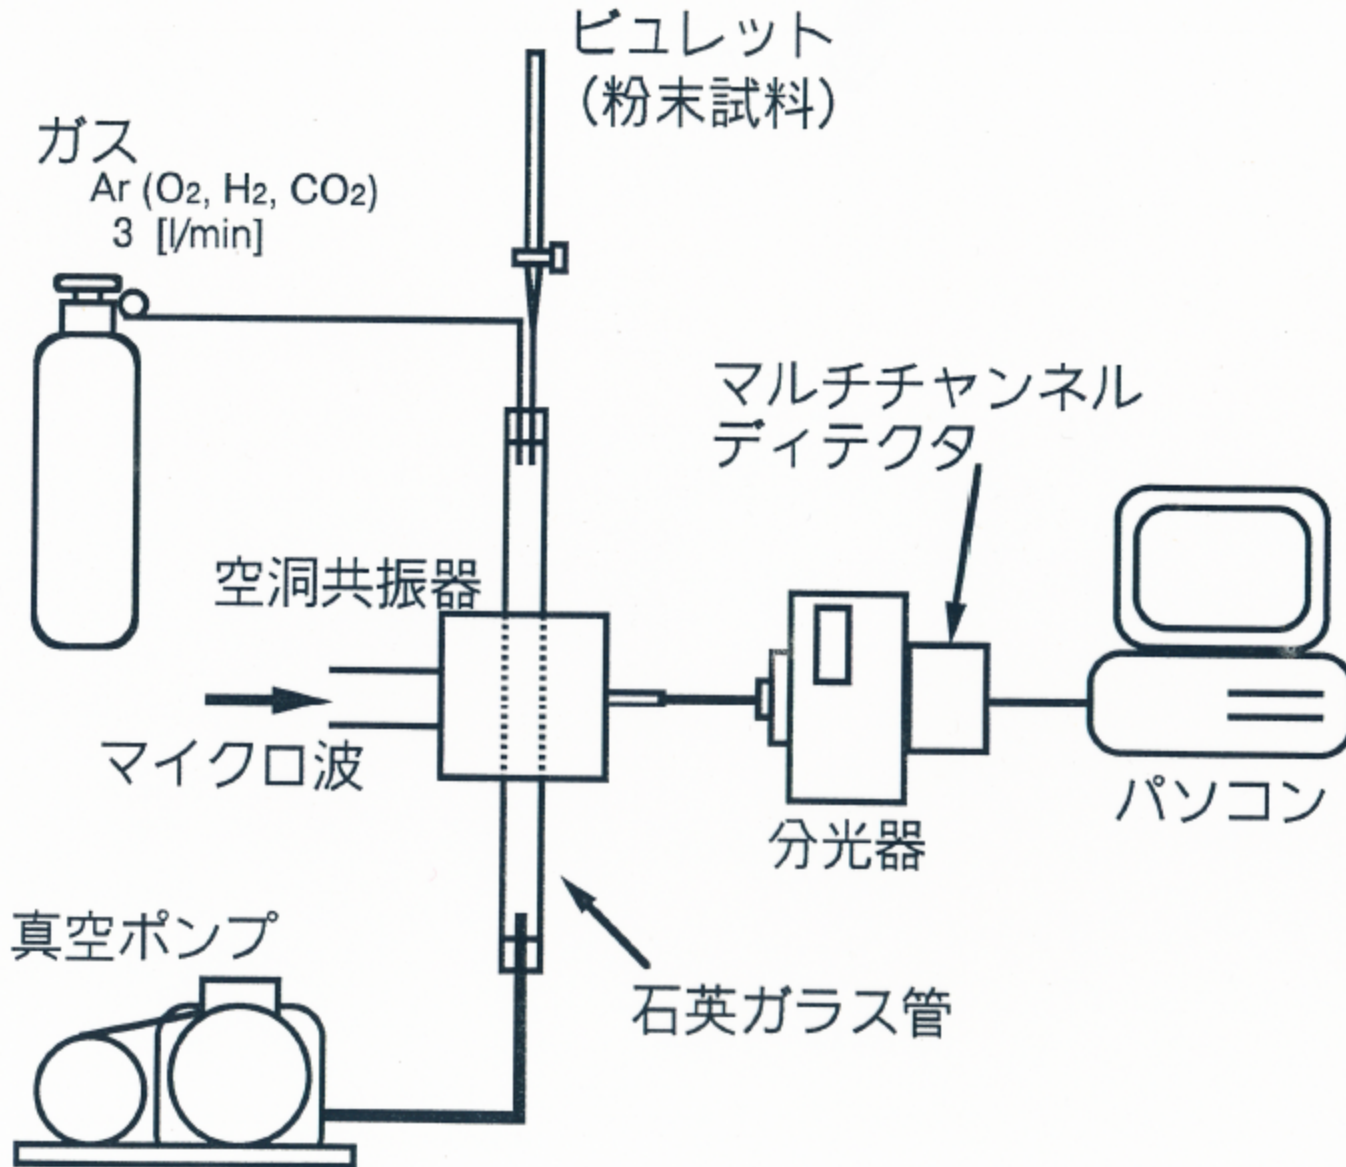 ビュレット
(粉末試料)
ガス
Ar (O2, H2, CO2)
3 [l/min]
マルチチャンネル
ディテクタ
空洞共振器
マイクロ波
パソコン
分光器
真空ポンプ
石英ガラス管